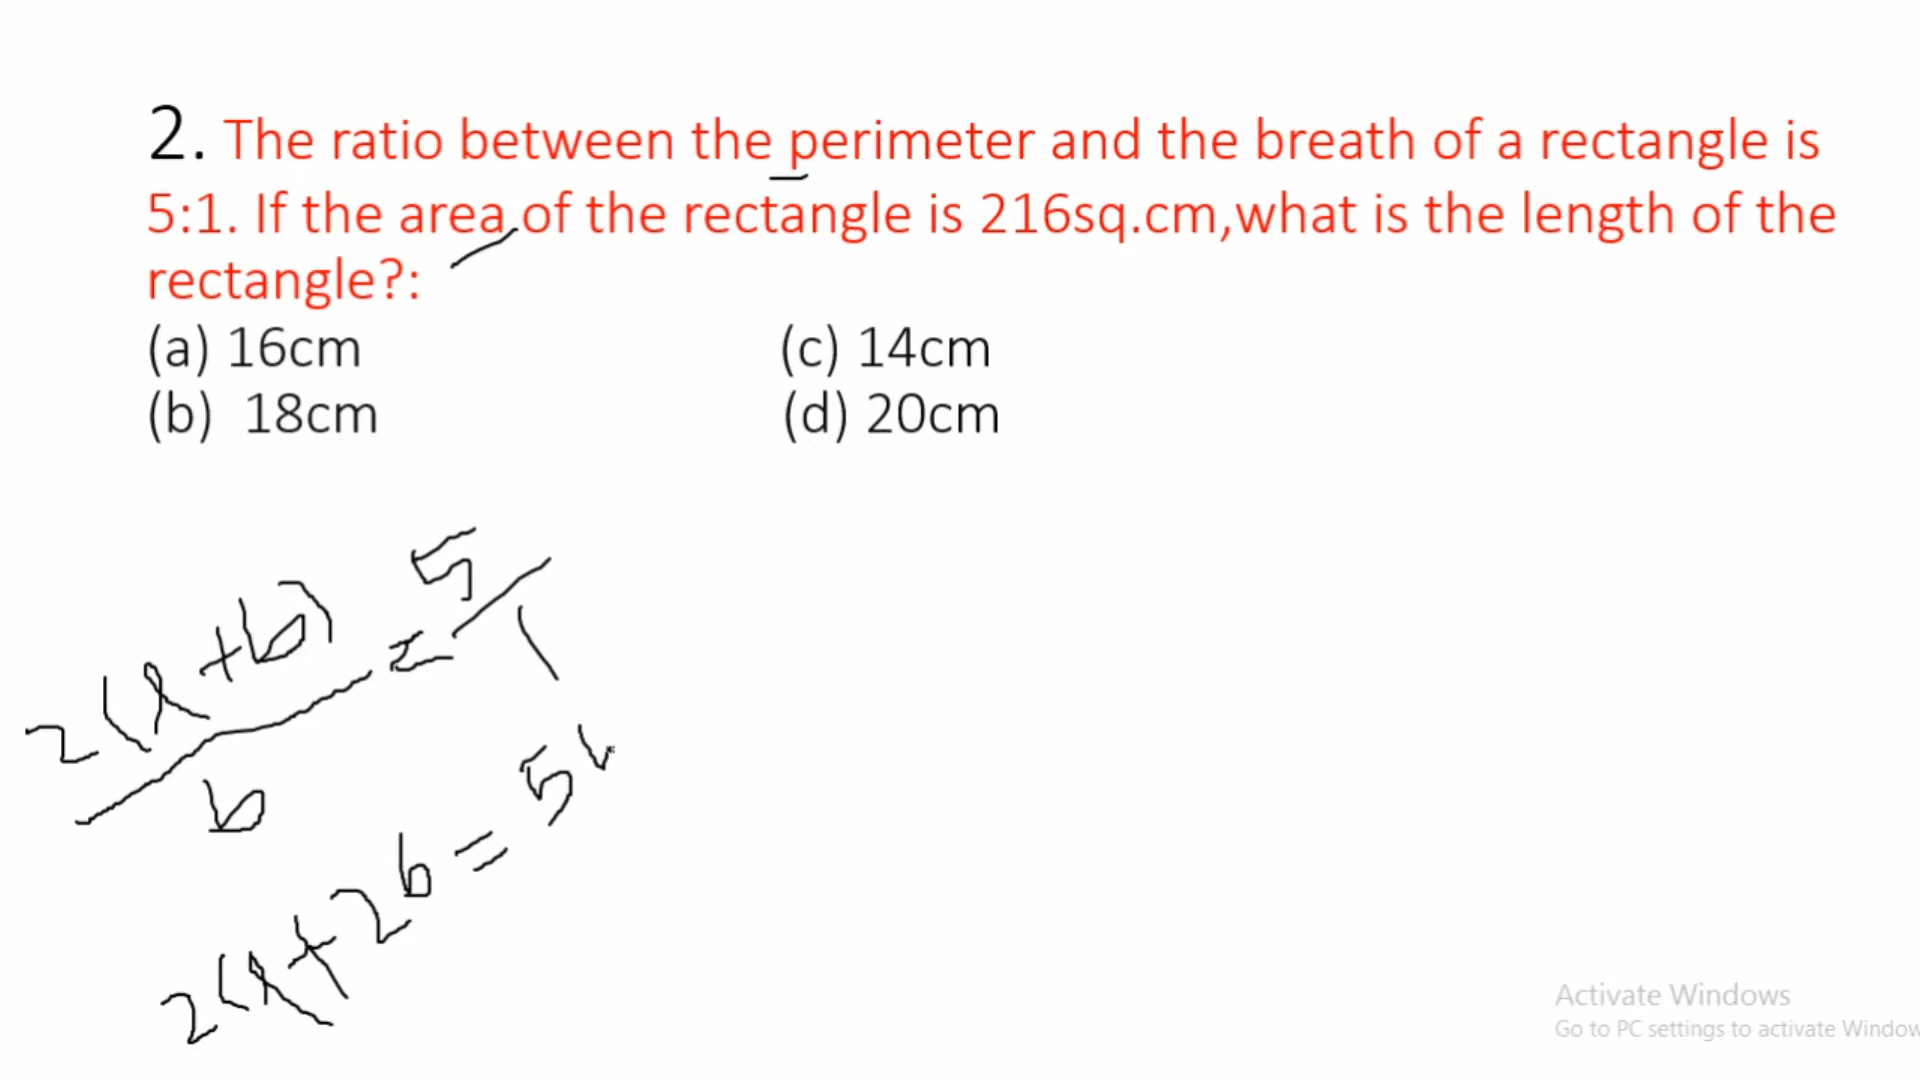 2. The ratio between the perimeter and the breath of a rectangle is
5:1. If the area of the rectangle is 216sq.cm,what is the length of the
rectangle?:
(a) 16cm (c) 14cm
(b) 18cm (d) 20cm
2(l+b)/b = 5/1
2(l+2b = 5b
Activate Windows
Go to PC settings to activate Window